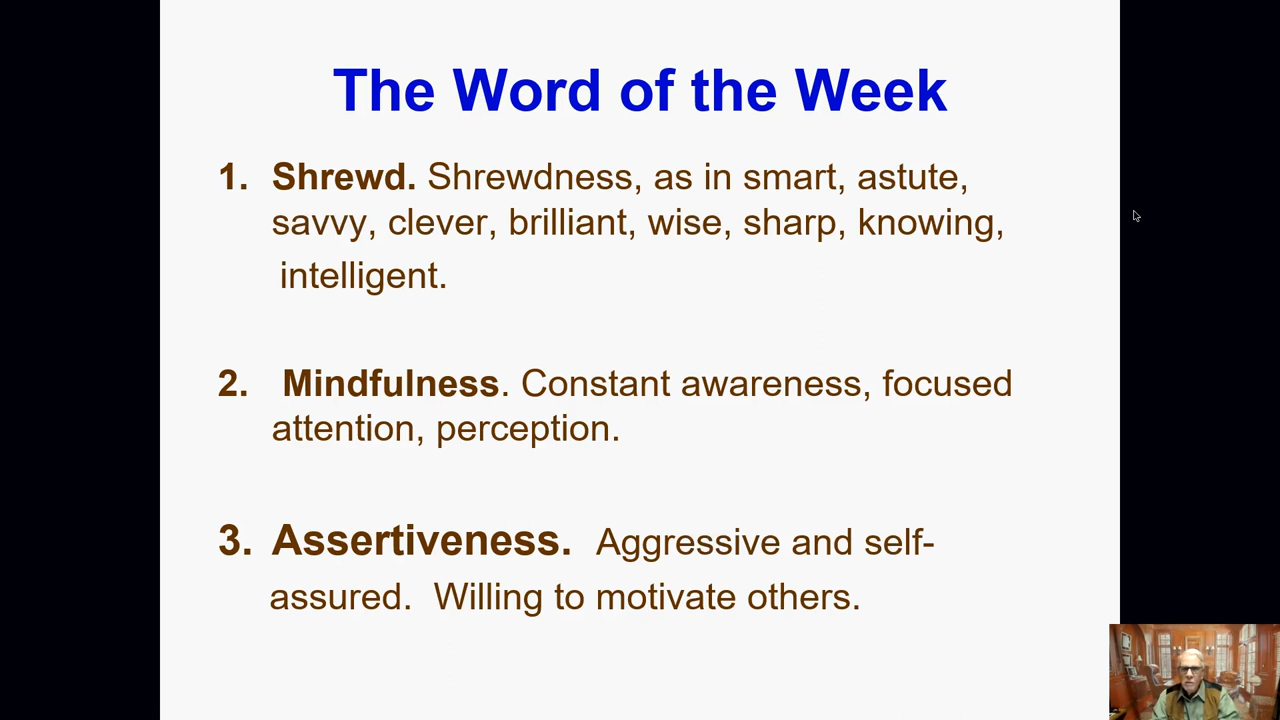 The Word of the Week
1. Shrewd. Shrewdness, as in smart, astute,
savvy, clever, brilliant, wise, sharp, knowing,
intelligent.
2. Mindfulness. Constant awareness, focused
attention, perception.
3. Assertiveness. Aggressive and self-
assured. Willing to motivate others.